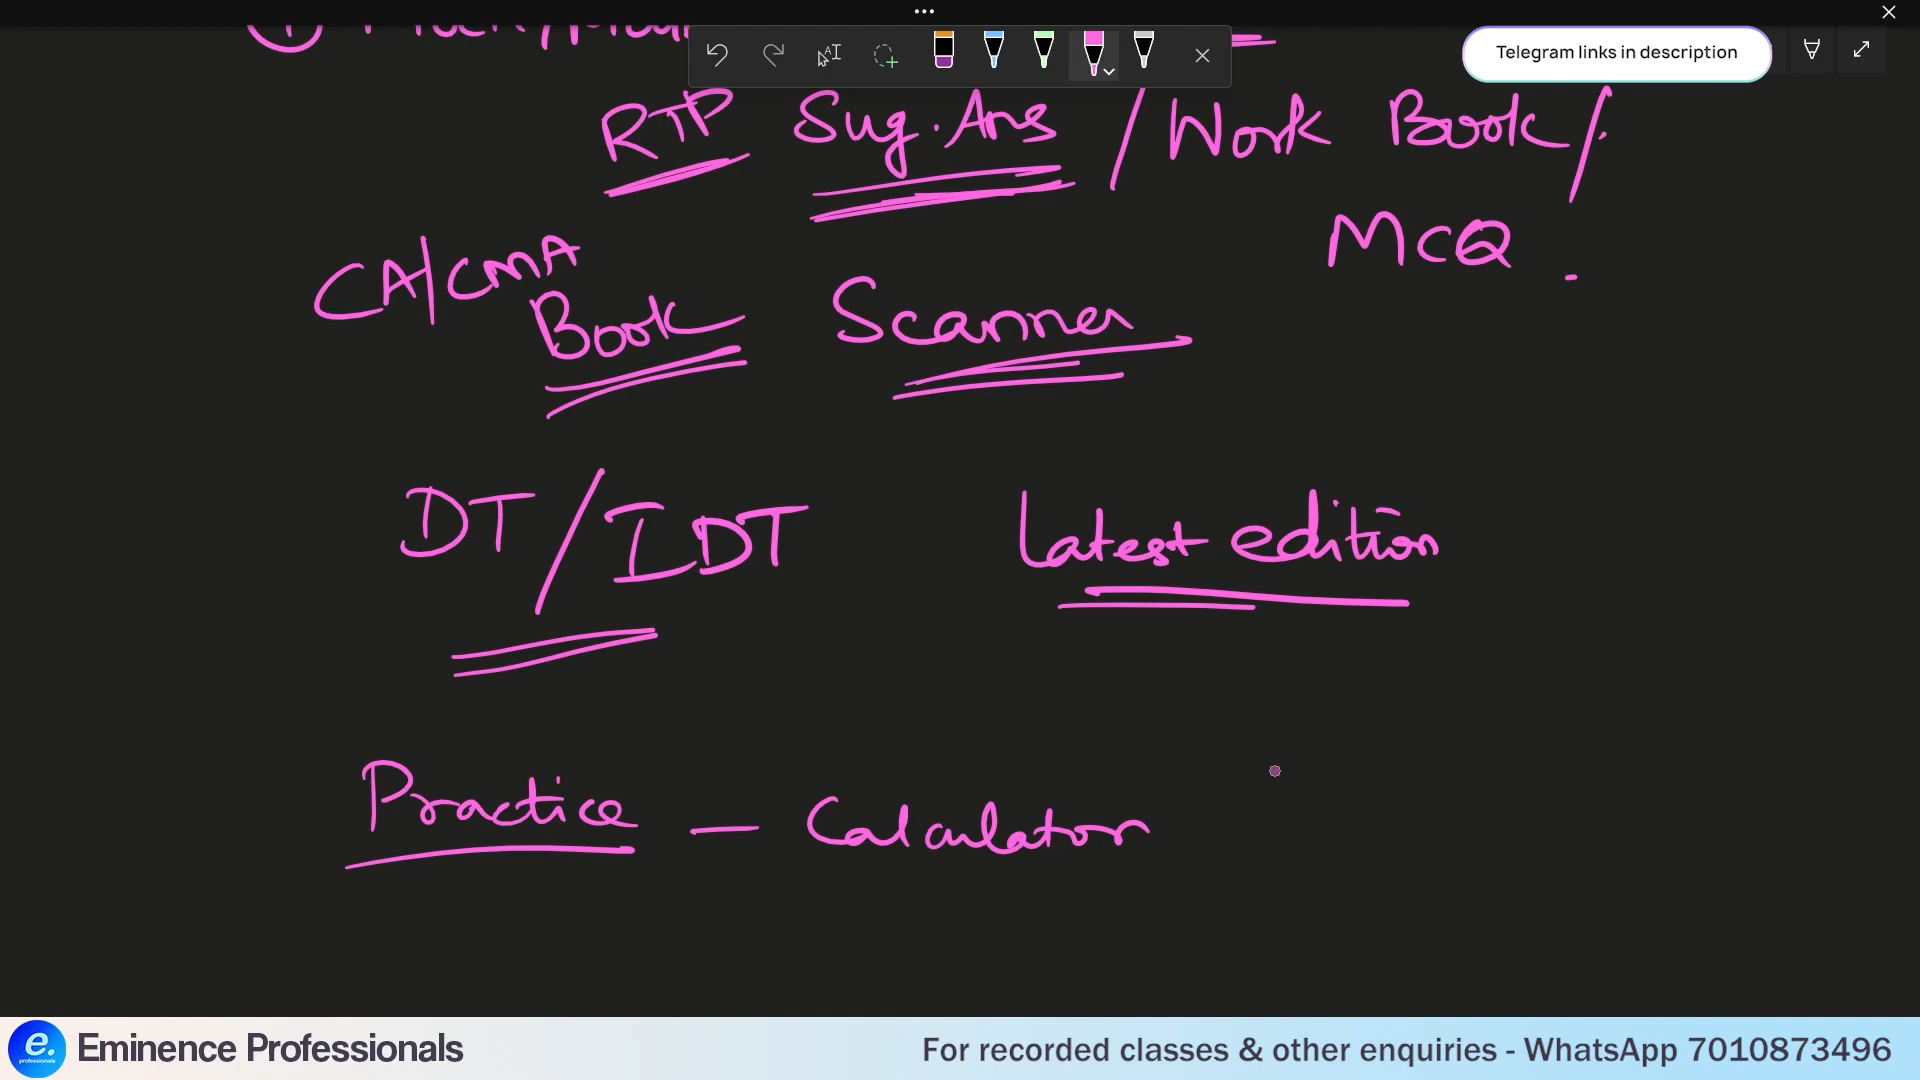 Telegram links in description
RTP Sug. Ans / Work Book /
MCQ.
CA/CMA
Book Scanner
DT / IDT Latest edition
Practice — Calculator
e.
professionals
Eminence Professionals
For recorded classes & other enquiries - WhatsApp 7010873496